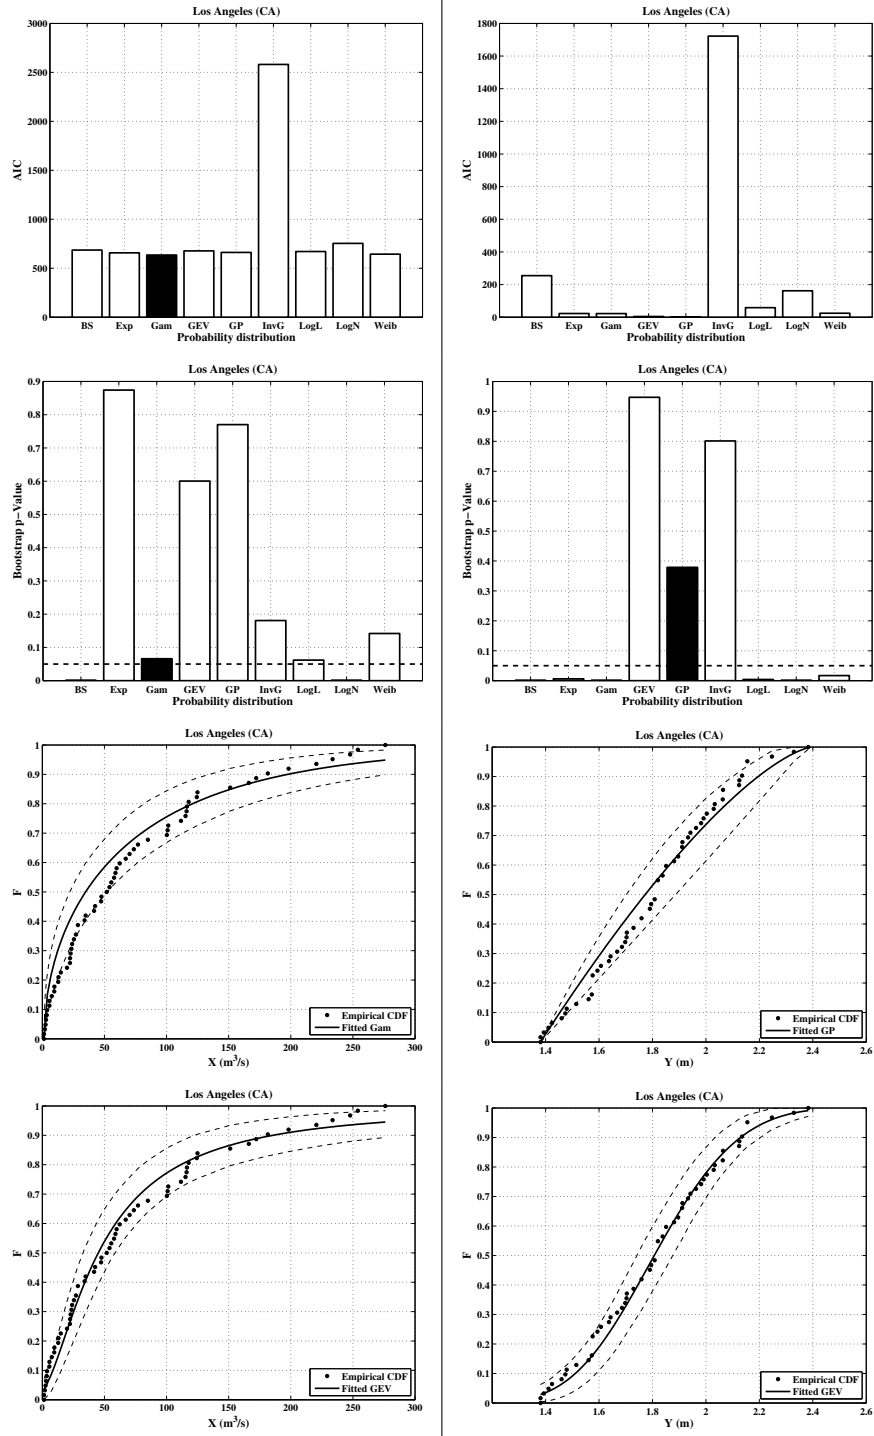 Los Angeles (CA)
3000
2500
2000
1500
1000
500
0
AIC
BS Exp Gam GEV GP InvG LogL LogN Weib
Probability distribution
Los Angeles (CA)
1800
1600
1400
1200
1000
800
600
400
200
0
AIC
BS Exp Gam GEV GP InvG LogL LogN Weib
Probability distribution
Los Angeles (CA)
0.9
0.8
0.7
0.6
0.5
0.4
0.3
0.2
0.1
0
Bootstrap p−Value
BS Exp Gam GEV GP InvG LogL LogN Weib
Probability distribution
Los Angeles (CA)
1
0.9
0.8
0.7
0.6
0.5
0.4
0.3
0.2
0.1
0
Bootstrap p−Value
BS Exp Gam GEV GP InvG LogL LogN Weib
Probability distribution
Los Angeles (CA)
1
0.9
0.8
0.7
0.6
0.5
0.4
0.3
0.2
0.1
0
F
Empirical CDF
Fitted Gam
0 50 100 150 200 250 300
X (m³/s)
Los Angeles (CA)
1
0.9
0.8
0.7
0.6
0.5
0.4
0.3
0.2
0.1
0
F
Empirical CDF
Fitted GP
1.4 1.6 1.8 2 2.2 2.4 2.6
Y (m)
Los Angeles (CA)
1
0.9
0.8
0.7
0.6
0.5
0.4
0.3
0.2
0.1
0
F
Empirical CDF
Fitted GEV
0 50 100 150 200 250 300
X (m³/s)
Los Angeles (CA)
1
0.9
0.8
0.7
0.6
0.5
0.4
0.3
0.2
0.1
0
F
Empirical CDF
Fitted GEV
1.4 1.6 1.8 2 2.2 2.4 2.6
Y (m)